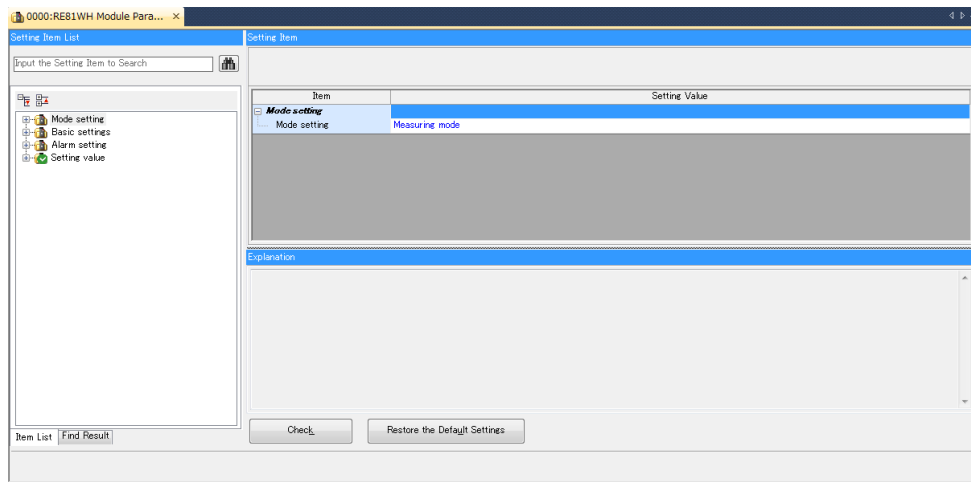 0000:RE81WH Module Para...
Setting Item List
Input the Setting Item to Search
Mode setting
Basic settings
Alarm setting
Setting value
Item List
Find Result
Setting Item
Item Setting Value
Mode setting
Mode setting Measuring mode
Explanation
Check
Restore the Default Settings